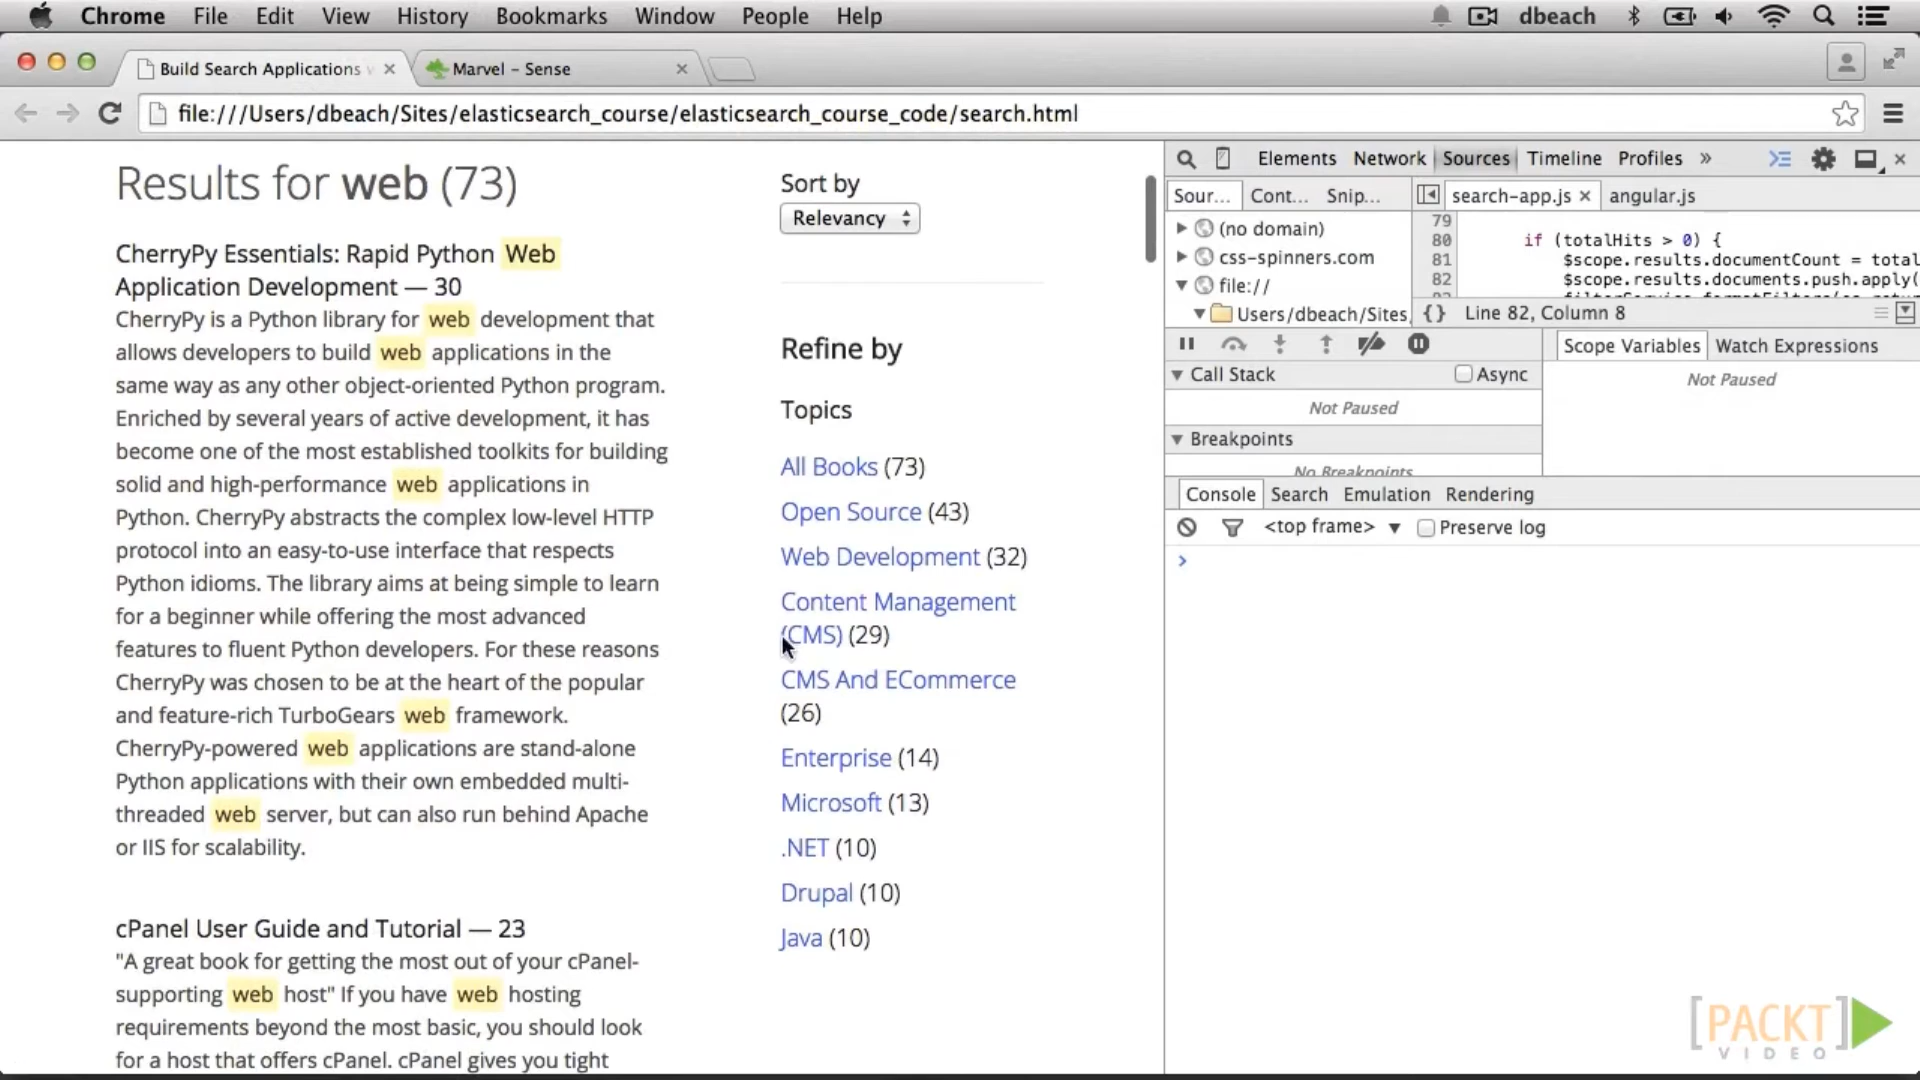 Chrome File Edit View History Bookmarks Window People Help dbeach
Build Search Applications
Marvel – Sense
file:///Users/dbeach/Sites/elasticsearch_course/elasticsearch_course_code/search.html
Results for web (73)
CherryPy Essentials: Rapid Python Web
Application Development — 30
CherryPy is a Python library for web development that
allows developers to build web applications in the
same way as any other object-oriented Python program.
Enriched by several years of active development, it has
become one of the most established toolkits for building
solid and high-performance web applications in
Python. CherryPy abstracts the complex low-level HTTP
protocol into an easy-to-use interface that respects
Python idioms. The library aims at being simple to learn
for a beginner while offering the most advanced
features to fluent Python developers. For these reasons
CherryPy was chosen to be at the heart of the popular
and feature-rich TurboGears web framework.
CherryPy-powered web applications are stand-alone
Python applications with their own embedded multi-
threaded web server, but can also run behind Apache
or IIS for scalability.
cPanel User Guide and Tutorial — 23
"A great book for getting the most out of your cPanel-
supporting web host" If you have web hosting
requirements beyond the most basic, you should look
for a host that offers cPanel. cPanel gives you tight
Sort by
Relevancy
Refine by
Topics
All Books (73)
Open Source (43)
Web Development (32)
Content Management
(CMS) (29)
CMS And ECommerce
(26)
Enterprise (14)
Microsoft (13)
.NET (10)
Drupal (10)
Java (10)
Elements Network Sources Timeline Profiles »
Sour... Cont... Snip...
search-app.js × angular.js
(no domain)
css-spinners.com
file://
Users/dbeach/Sites
79
80 if (totalHits > 0) {
81 $scope.results.documentCount = total
82 $scope.results.documents.push.apply(
{} Line 82, Column 8
Call Stack Async
Not Paused
Breakpoints
No Breakpoints
Scope Variables Watch Expressions
Not Paused
Console Search Emulation Rendering
<top frame> ▼ Preserve log
>
[PACKT]
VIDEO